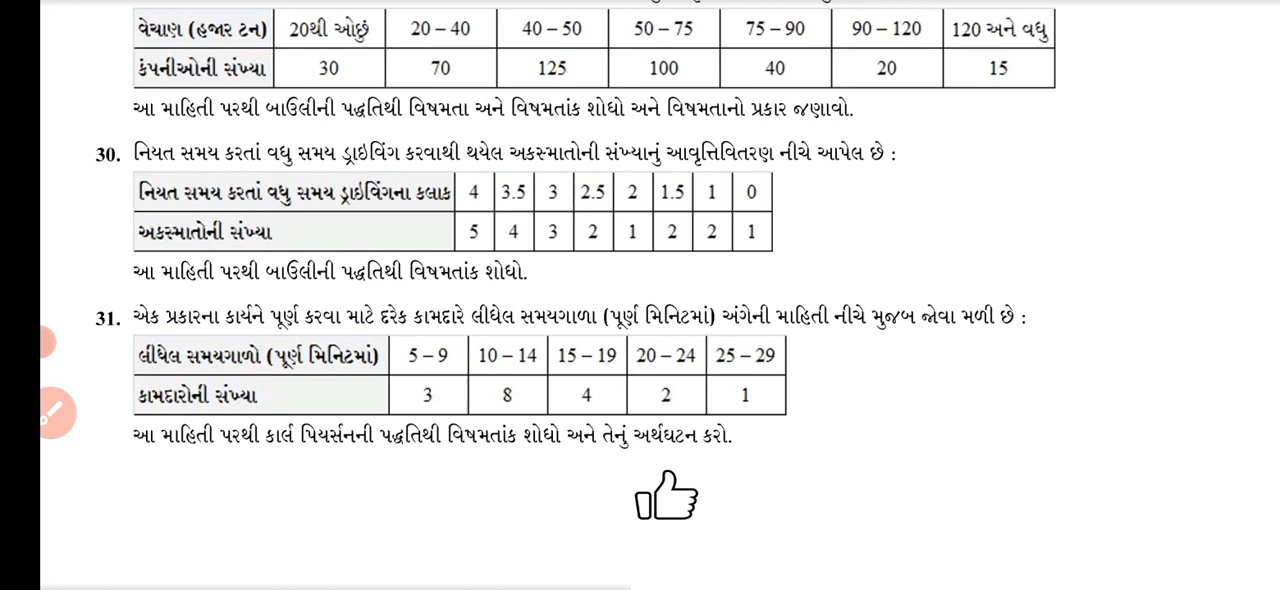 વેચાણ (હજાર ટન) 20થી ઓછું 20 – 40 40 – 50 50 – 75 75 – 90 90 – 120 120 અને વધુ
કંપનીઓની સંખ્યા 30 70 125 100 40 20 15
આ માહિતી પરથી બાઉલીની પદ્ધતિથી વિષમતા અને વિષમતાંક શોધો અને વિષમતાનો પ્રકાર જણાવો.
30. નિયત સમય કરતાં વધુ સમય ડ્રાઇવિંગ કરવાથી થયેલ અકસ્માતોની સંખ્યાનું આવૃત્તિવિતરણ નીચે આપેલ છે :
નિયત સમય કરતાં વધુ સમય ડ્રાઇવિંગના કલાક 4 3.5 3 2.5 2 1.5 1 0
અકસ્માતોની સંખ્યા 5 4 3 2 1 2 2 1
આ માહિતી પરથી બાઉલીની પદ્ધતિથી વિષમતાંક શોધો.
31. એક પ્રકારના કાર્યને પૂર્ણ કરવા માટે દરેક કામદારે લીધેલ સમયગાળા (પૂર્ણ મિનિટમાં) અંગેની માહિતી નીચે મુજબ જોવા મળી છે :
લીધેલ સમયગાળો (પૂર્ણ મિનિટમાં) 5 – 9 10 – 14 15 – 19 20 – 24 25 – 29
કામદારોની સંખ્યા 3 8 4 2 1
આ માહિતી પરથી કાર્લ પિયર્સનની પદ્ધતિથી વિષમતાંક શોધો અને તેનું અર્થઘટન કરો.